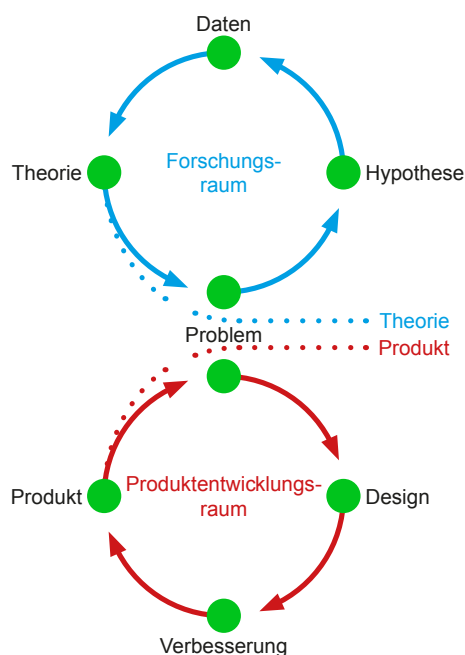 Daten
Theorie
Forschungs-
raum
Hypothese
Theorie
Problem
Produkt
Produkt
Produktentwicklungs-
raum
Design
Verbesserung